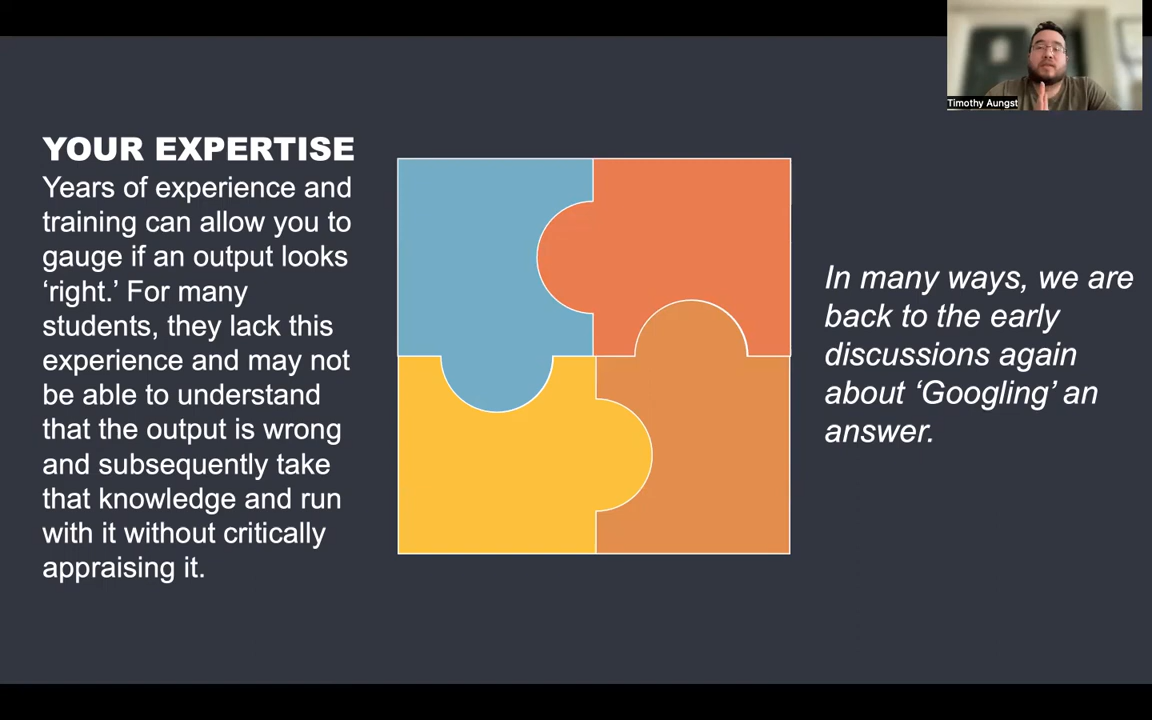 Timothy Aungst
YOUR EXPERTISE
Years of experience and
training can allow you to
gauge if an output looks
‘right.’ For many
students, they lack this
experience and may not
be able to understand
that the output is wrong
and subsequently take
that knowledge and run
with it without critically
appraising it.
In many ways, we are
back to the early
discussions again
about ‘Googling’ an
answer.